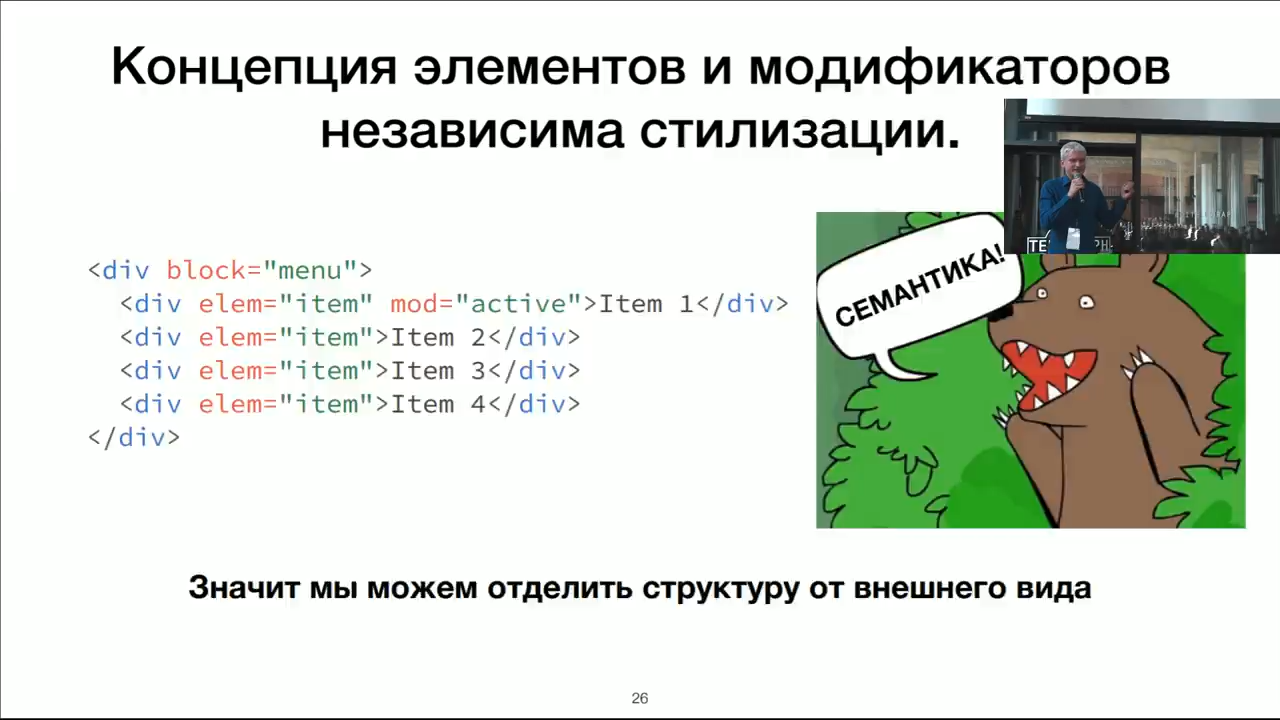 Концепция элементов и модификаторов
независима стилизации.
<div block="menu">
  <div elem="item" mod="active">Item 1</div>
  <div elem="item">Item 2</div>
  <div elem="item">Item 3</div>
  <div elem="item">Item 4</div>
</div>
СЕМАНТИКА!
Значит мы можем отделить структуру от внешнего вида
26